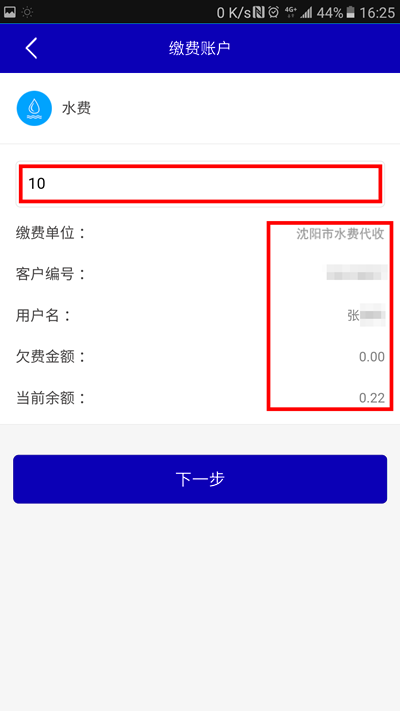 0 K/s 4G+ 44% 16:25
缴费账户
水费
10
缴费单位： 沈阳市水费代收
客户编号：
用户名： 张
欠费金额： 0.00
当前余额： 0.22
下一步